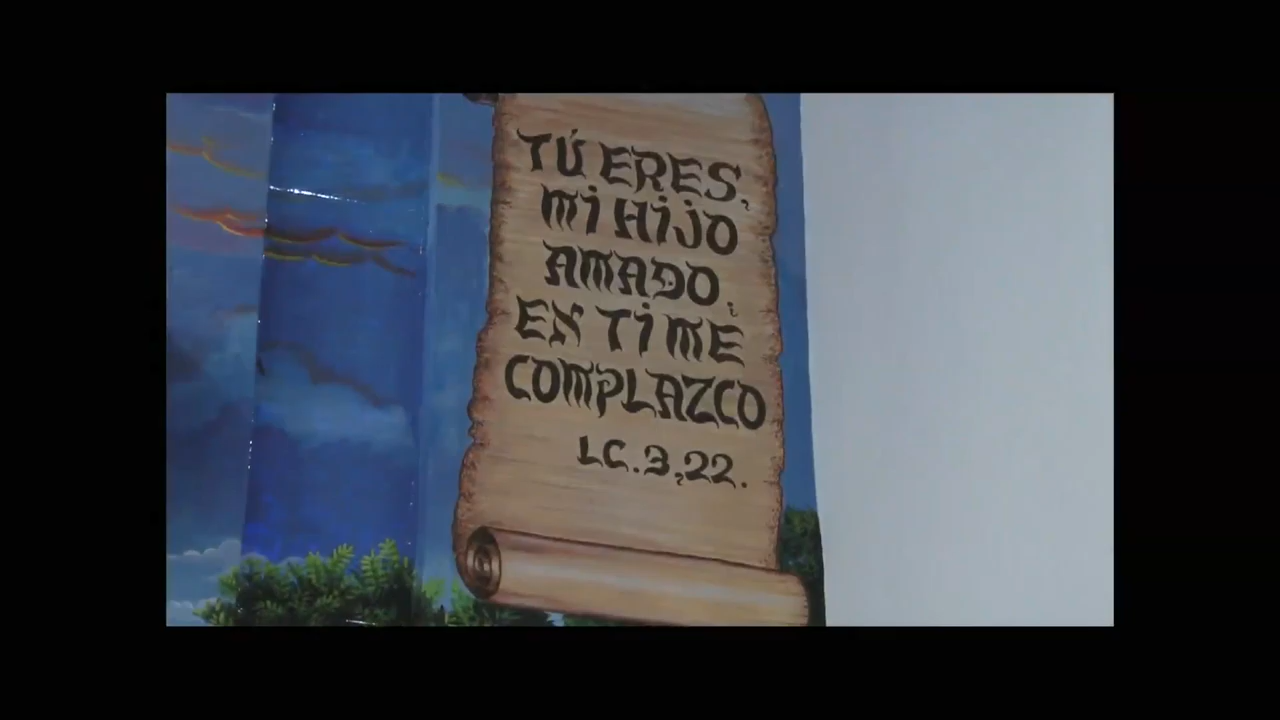 TÚ ERES,
Mi HiJO
AMADO,
EN Ti ME
COMPLAZCO
LC.3,22.